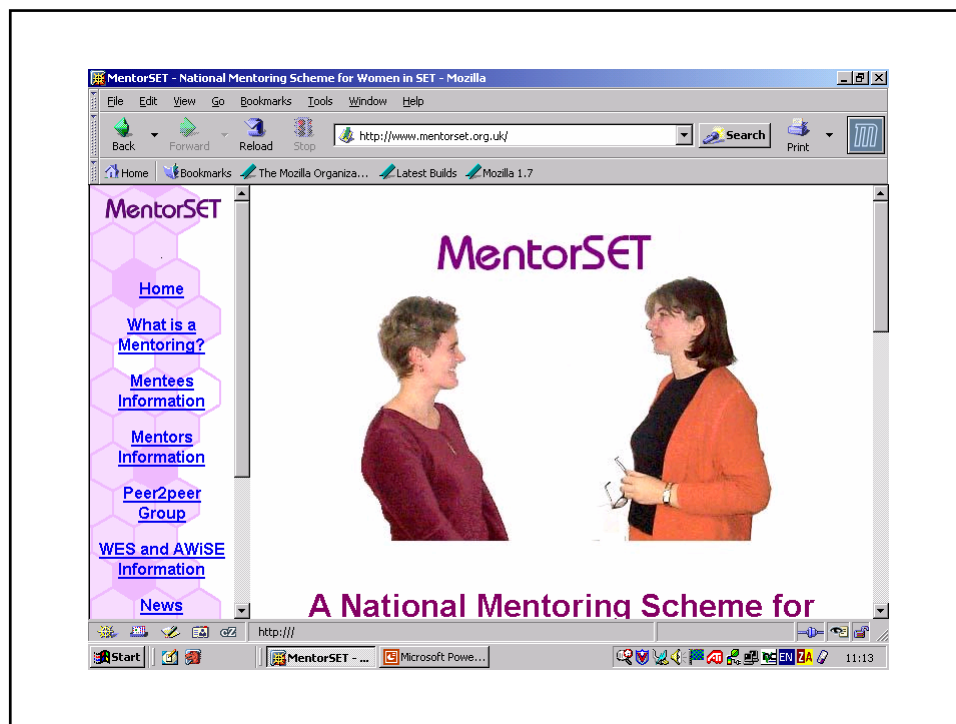 MentorSET - National Mentoring Scheme for Women in SET - Mozilla
File Edit View Go Bookmarks Tools Window Help
Back Forward Reload Stop http://www.mentorset.org.uk/ Search Print
Home Bookmarks The Mozilla Organiza... Latest Builds Mozilla 1.7
MentorSET
Home
What is a
Mentoring?
Mentees
Information
Mentors
Information
Peer2peer
Group
WES and AWiSE
Information
News
MentorSET
A National Mentoring Scheme for
http:///
Start MentorSET - ... Microsoft Powe... EN ZA 11:13